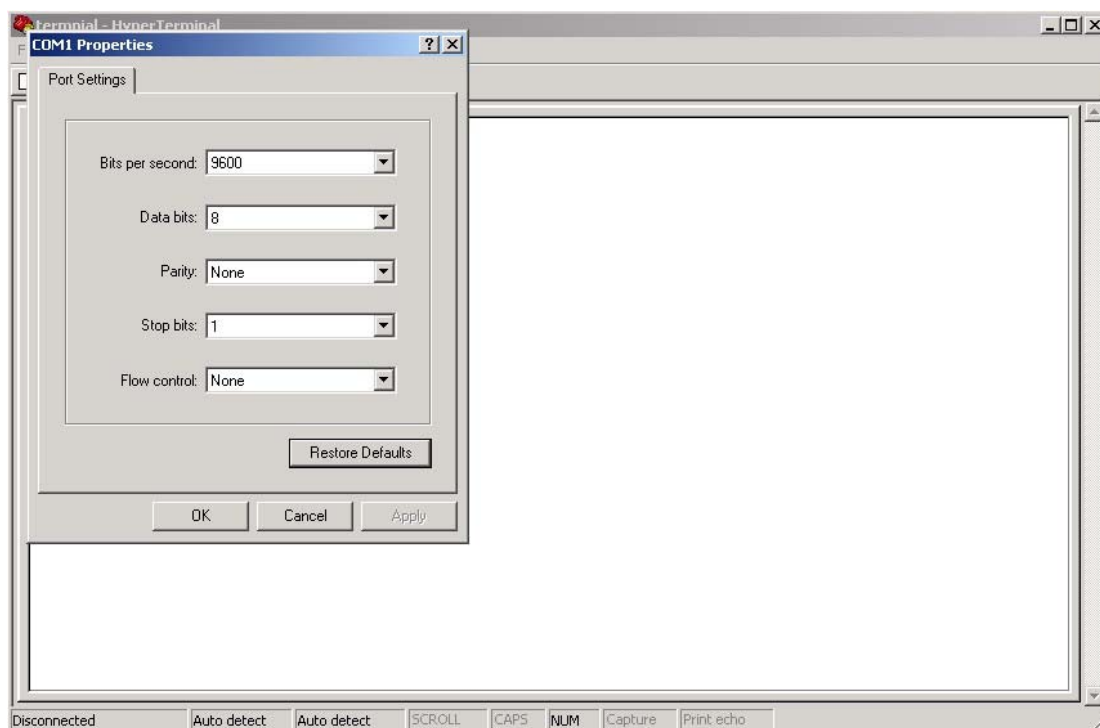 termnial - HyperTerminal
COM1 Properties
F
Port Settings
Bits per second: 9600
Data bits: 8
Parity: None
Stop bits: 1
Flow control: None
Restore Defaults
OK Cancel Apply
Disconnected Auto detect Auto detect SCROLL CAPS NUM Capture Print echo